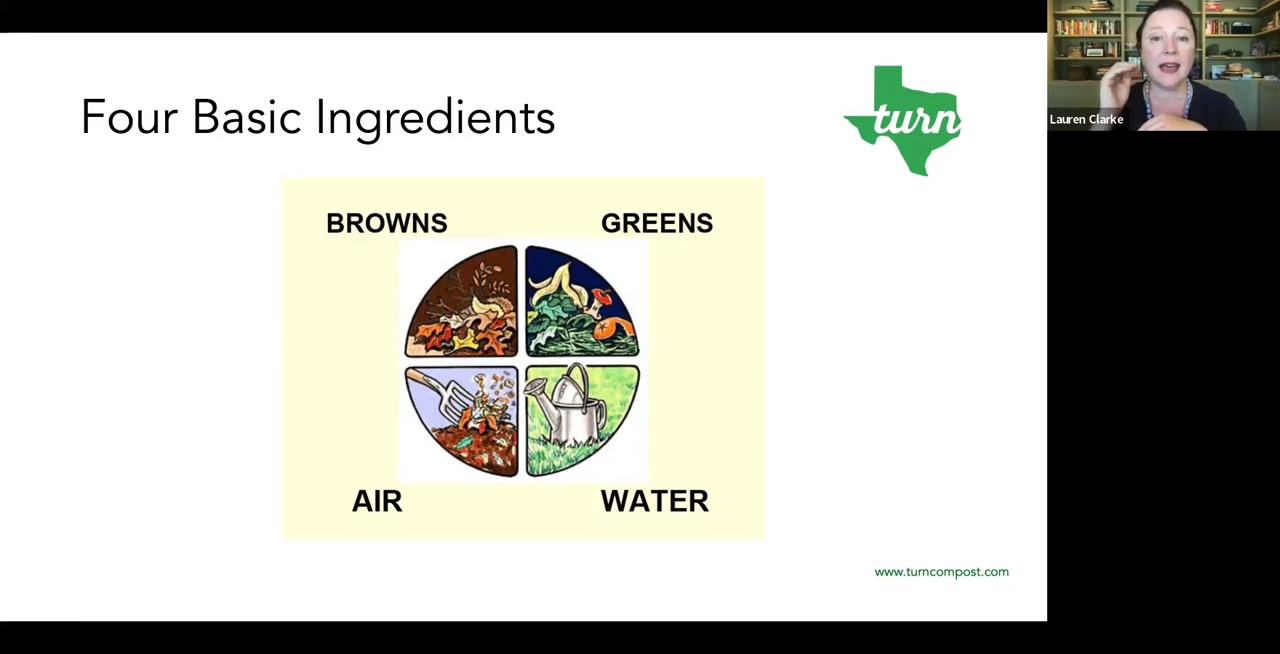 Four Basic Ingredients
turn
Lauren Clarke
BROWNS
GREENS
AIR
WATER
www.turncompost.com